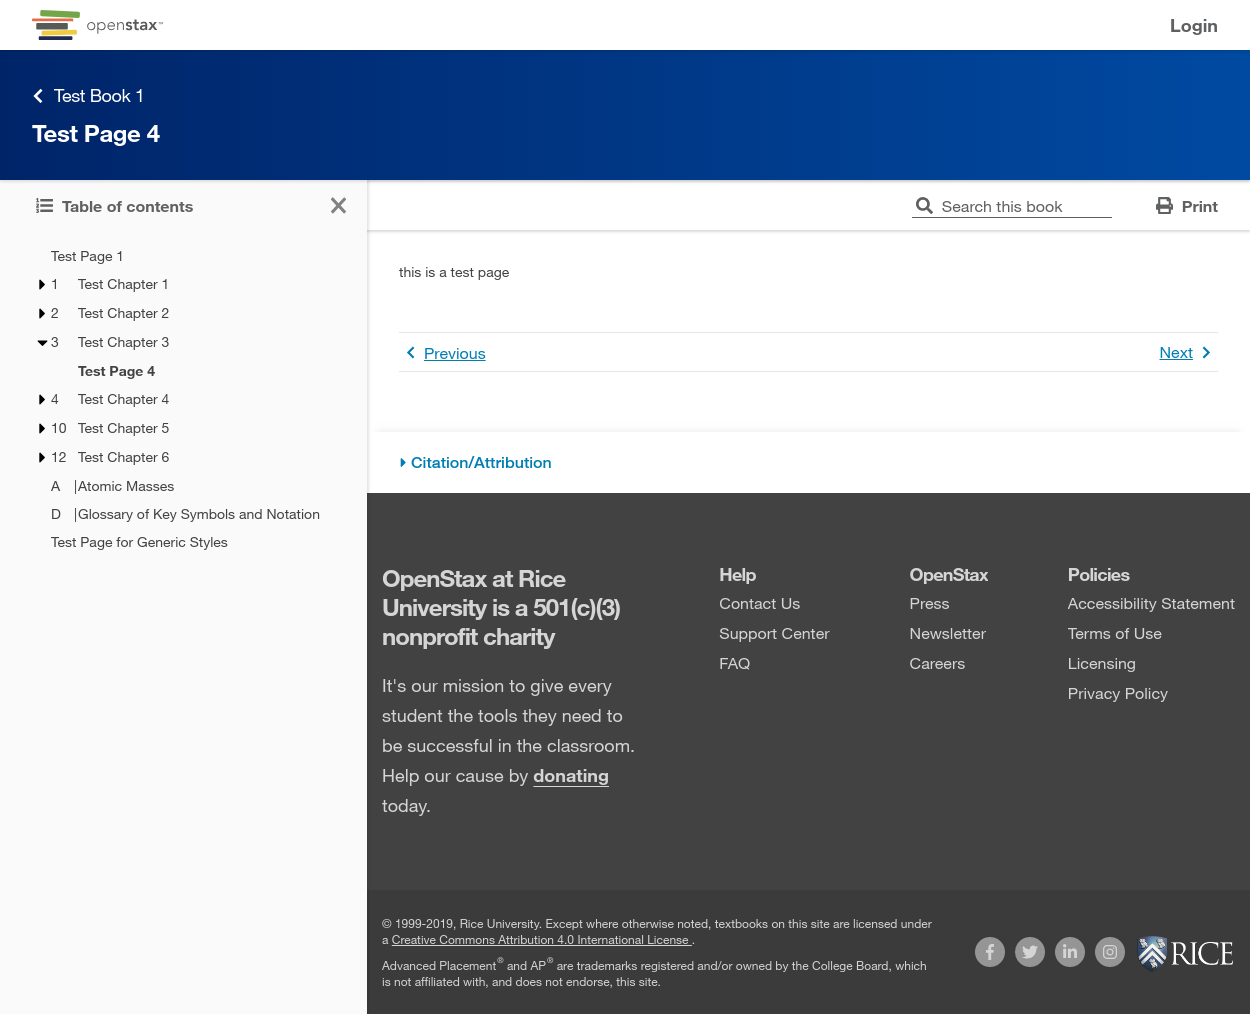 openstax™
Login
Test Book 1
Test Page 4
Table of contents
Search this book
Print
Test Page 1
1 Test Chapter 1
2 Test Chapter 2
3 Test Chapter 3
Test Page 4
4 Test Chapter 4
10 Test Chapter 5
12 Test Chapter 6
A |Atomic Masses
D |Glossary of Key Symbols and Notation
Test Page for Generic Styles
this is a test page
Previous
Next
Citation/Attribution
OpenStax at Rice
University is a 501(c)(3)
nonprofit charity
It's our mission to give every
student the tools they need to
be successful in the classroom.
Help our cause by donating
today.
Help
Contact Us
Support Center
FAQ
OpenStax
Press
Newsletter
Careers
Policies
Accessibility Statement
Terms of Use
Licensing
Privacy Policy
© 1999-2019, Rice University. Except where otherwise noted, textbooks on this site are licensed under
a Creative Commons Attribution 4.0 International License .
Advanced Placement® and AP® are trademarks registered and/or owned by the College Board, which
is not affiliated with, and does not endorse, this site.
RICE